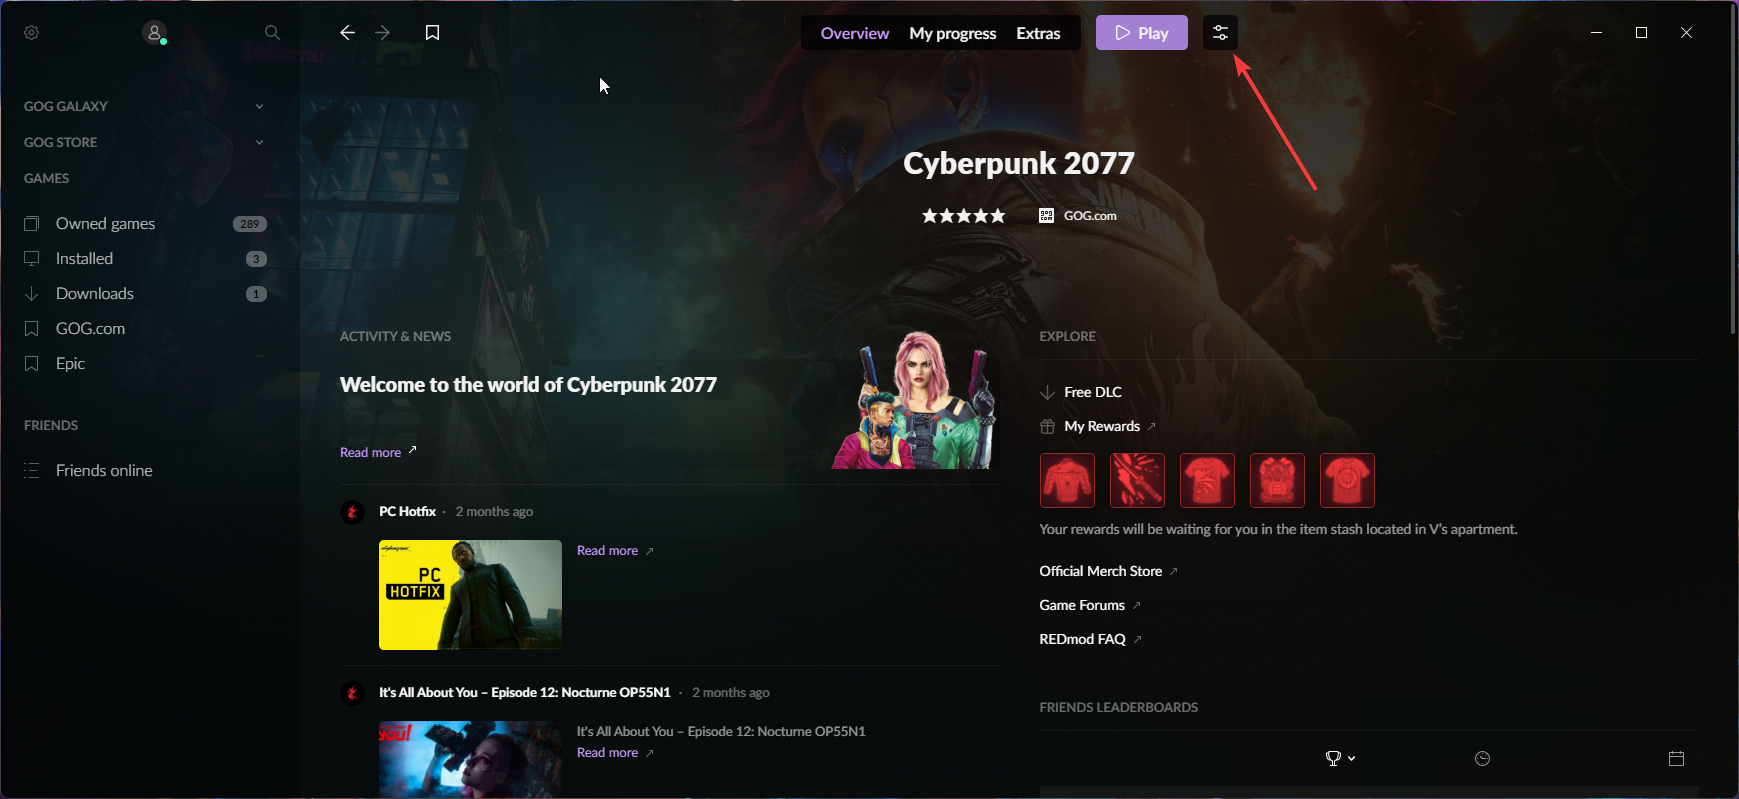 Overview
My progress
Extras
Play
GOG GALAXY
GOG STORE
GAMES
Owned games
289
Installed
3
Downloads
1
GOG.com
Epic
FRIENDS
Friends online
Cyberpunk 2077
GOG.com
ACTIVITY & NEWS
Welcome to the world of Cyberpunk 2077
Read more
PC Hotfix · 2 months ago
PC
HOTFIX
Read more
It's All About You – Episode 12: Nocturne OP55N1 · 2 months ago
you!
It's All About You – Episode 12: Nocturne OP55N1
Read more
EXPLORE
Free DLC
My Rewards
Your rewards will be waiting for you in the item stash located in V's apartment.
Official Merch Store
Game Forums
REDmod FAQ
FRIENDS LEADERBOARDS